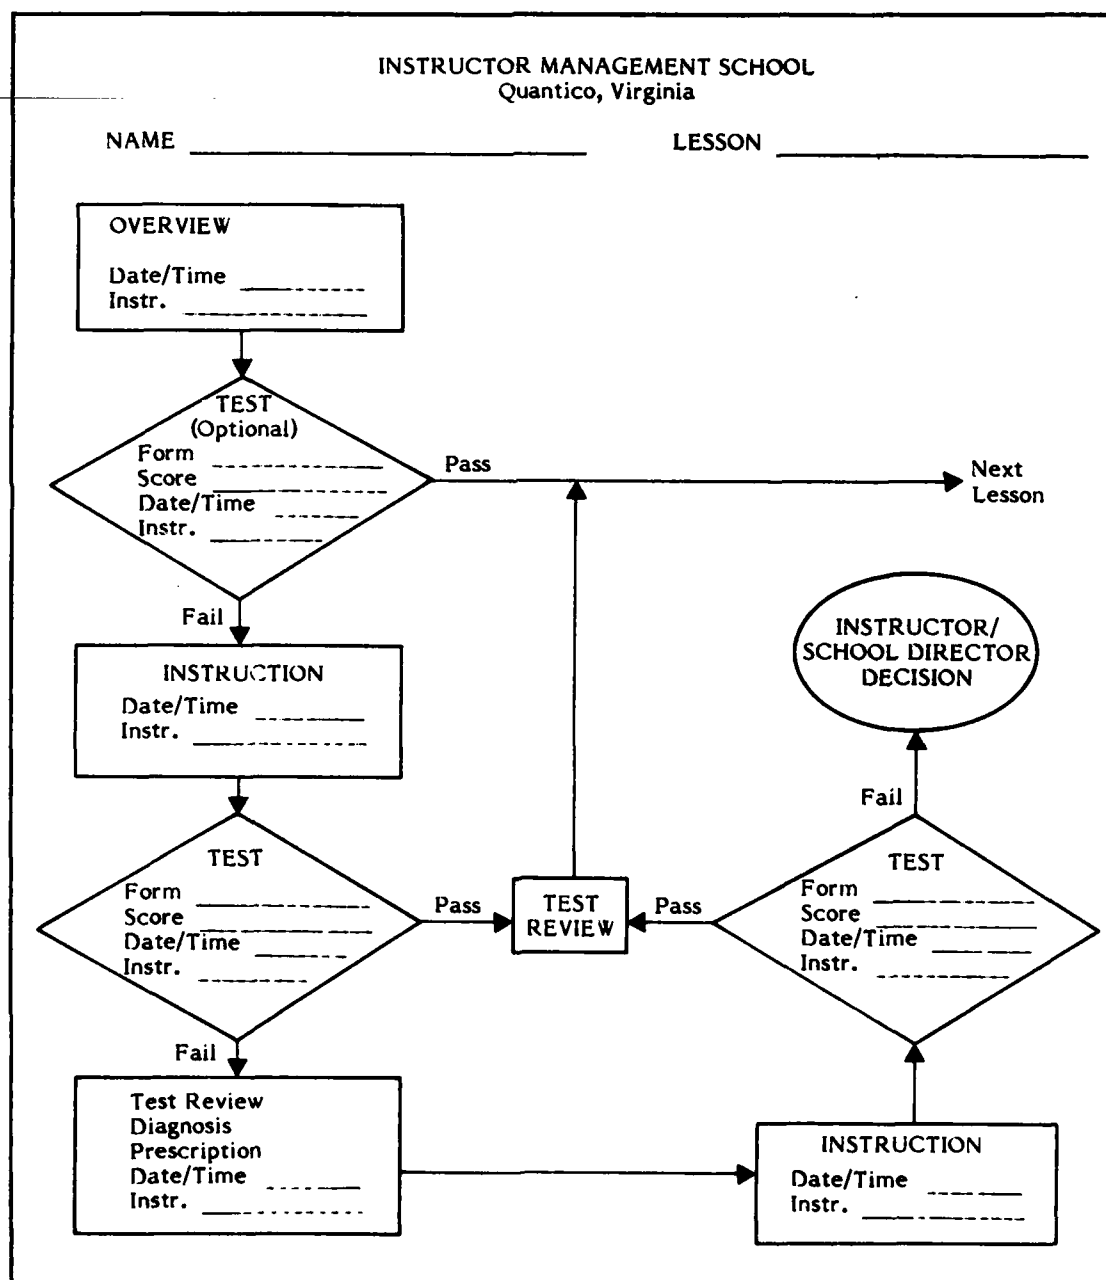 INSTRUCTOR MANAGEMENT SCHOOL
Quantico, Virginia
NAME LESSON
OVERVIEW
Date/Time
Instr.
TEST
(Optional)
Form
Score
Date/Time
Instr.
Pass
Next
Lesson
Fail
INSTRUCTION
Date/Time
Instr.
INSTRUCTOR/
SCHOOL DIRECTOR
DECISION
Fail
TEST
Form
Score
Date/Time
Instr.
Pass
TEST
REVIEW
Pass
TEST
Form
Score
Date/Time
Instr.
Fail
Test Review
Diagnosis
Prescription
Date/Time
Instr.
INSTRUCTION
Date/Time
Instr.